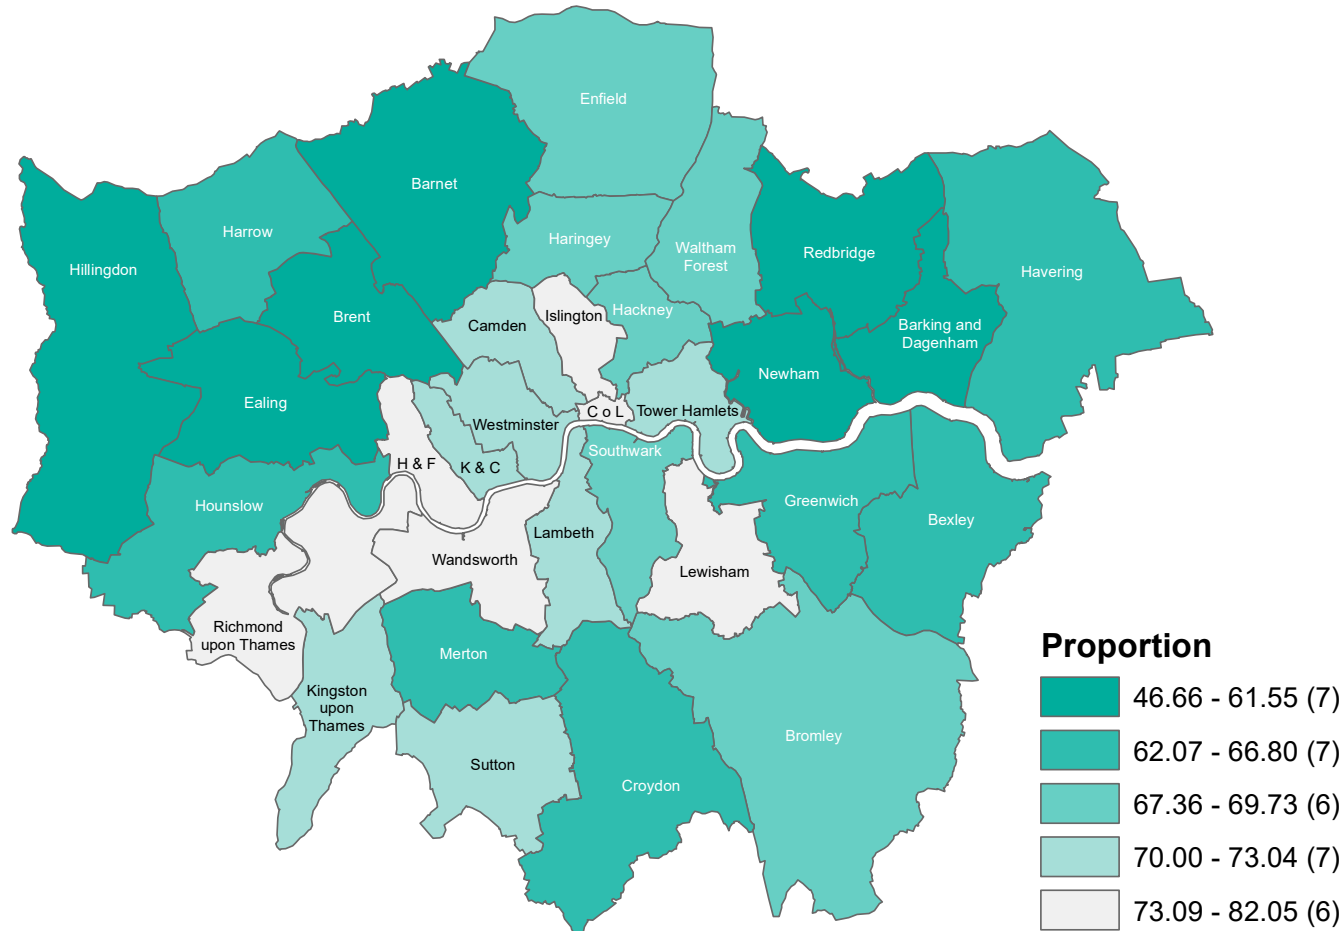 Enfield
Barnet
Harrow
Haringey
Waltham
Forest
Redbridge
Hillingdon
Havering
Brent
Camden
Islington
Hackney
Barking and
Dagenham
Newham
Ealing
Westminster
C o L
Tower Hamlets
H & F
K & C
Southwark
Hounslow
Greenwich
Bexley
Lambeth
Wandsworth
Lewisham
Richmond
upon Thames
Merton
Kingston
upon
Thames
Sutton
Croydon
Bromley
Proportion
46.66 - 61.55 (7)
62.07 - 66.80 (7)
67.36 - 69.73 (6)
70.00 - 73.04 (7)
73.09 - 82.05 (6)